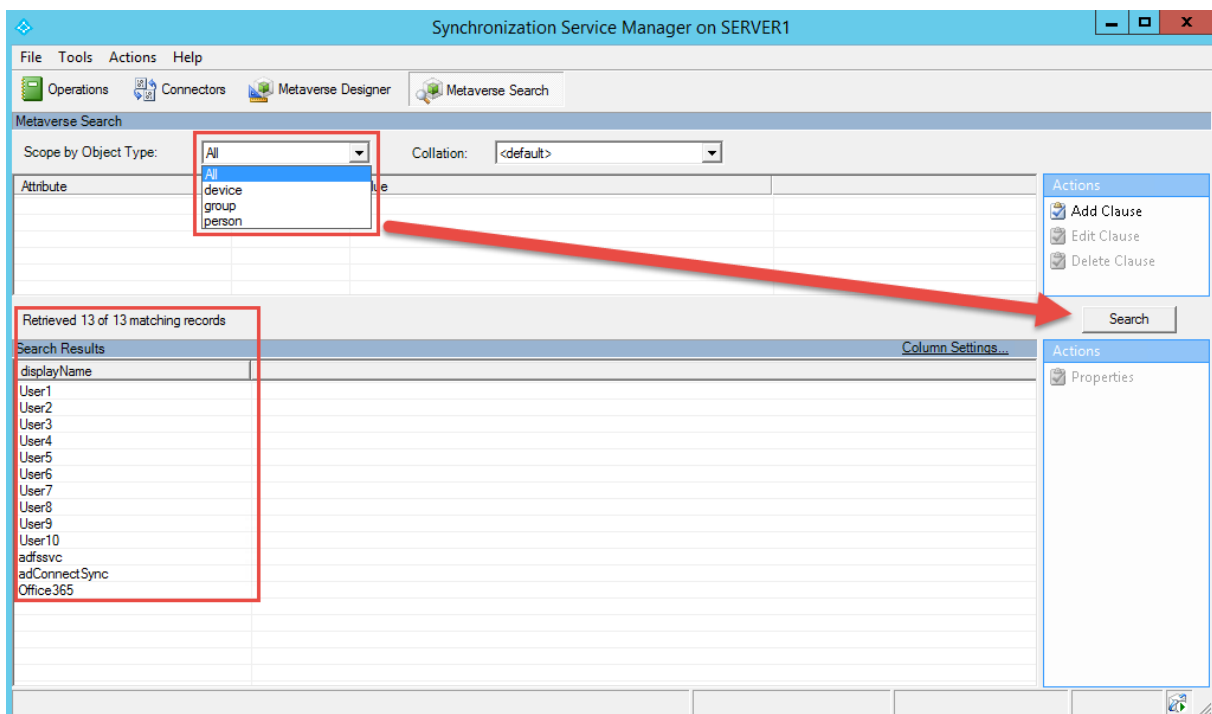 Synchronization Service Manager on SERVER1
File Tools Actions Help
Operations Connectors Metaverse Designer Metaverse Search
Metaverse Search
Scope by Object Type: All Collation: <default>
All
device
group
person
Attribute lue
Actions
Add Clause
Edit Clause
Delete Clause
Retrieved 13 of 13 matching records
Search
Search Results Column Settings...
Actions
displayName
Properties
User1
User2
User3
User4
User5
User6
User7
User8
User9
User10
adfssvc
adConnectSync
Office365